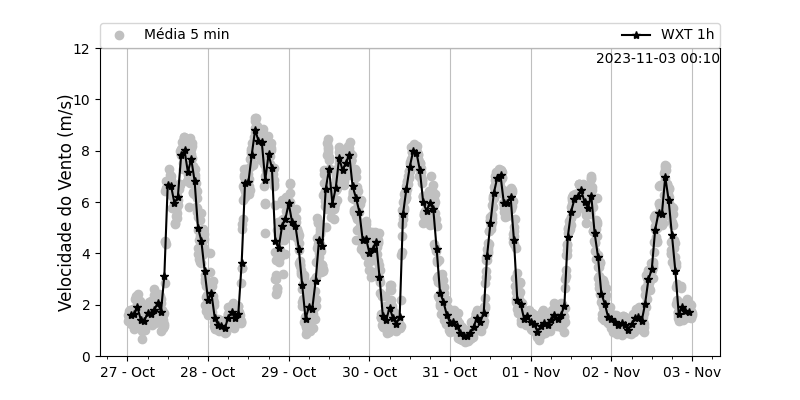 Média 5 min
WXT 1h
2023-11-03 00:10
Velocidade do Vento (m/s)
12
10
8
6
4
2
0
27 - Oct
28 - Oct
29 - Oct
30 - Oct
31 - Oct
01 - Nov
02 - Nov
03 - Nov